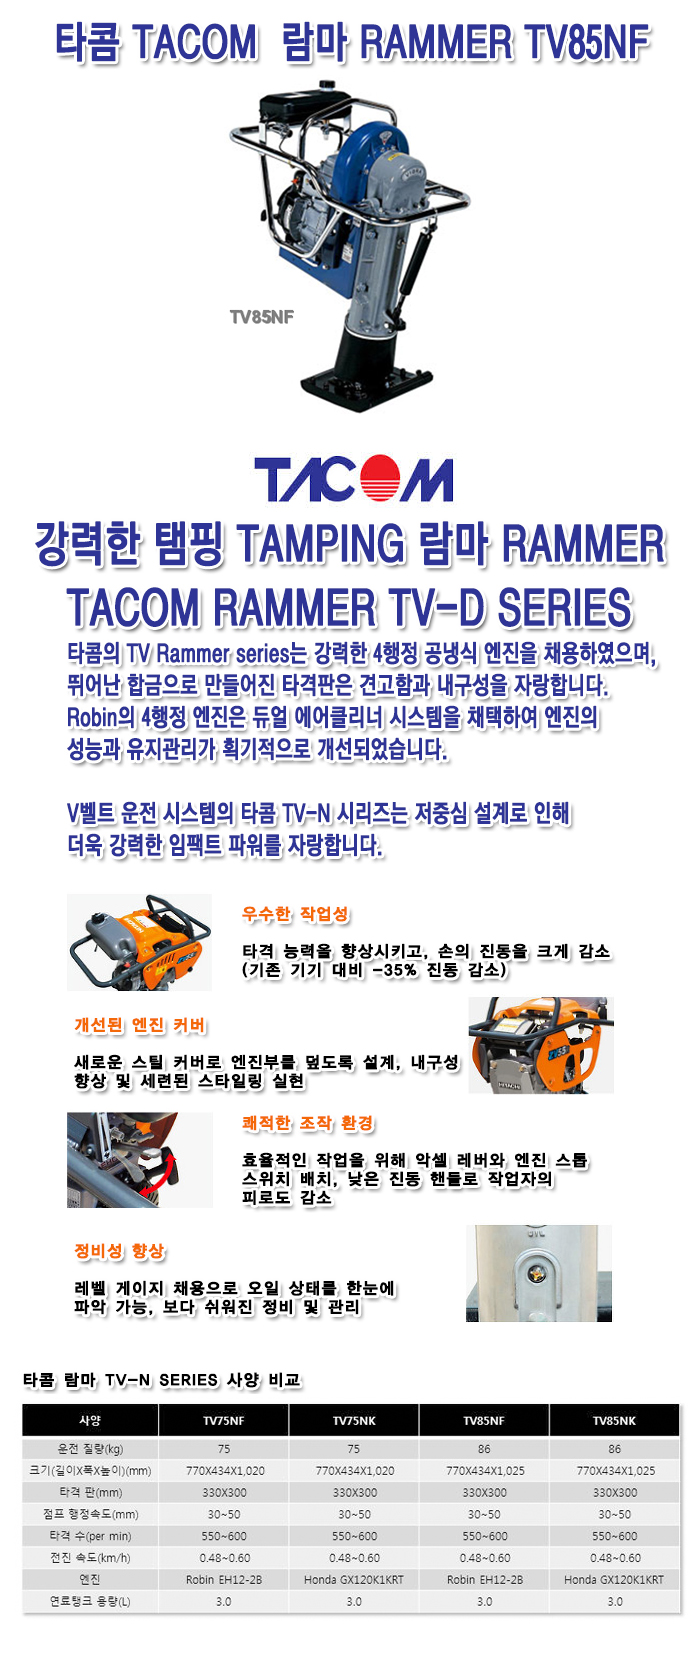 타콤 TACOM 람마 RAMMER TV85NF
TV85NF
TACOM
강력한 탬핑 TAMPING 람마 RAMMER
TACOM RAMMER TV-D SERIES
타콤의 TV Rammer series는 강력한 4행정 공냉식 엔진을 채용하였으며,
뛰어난 합금으로 만들어진 타격판은 견고함과 내구성을 자랑합니다.
Robin의 4행정 엔진은 듀얼 에어클리너 시스템을 채택하여 엔진의
성능과 유지관리가 획기적으로 개선되었습니다.
V벨트 운전 시스템의 타콤 TV-N 시리즈는 저중심 설계로 인해
더욱 강력한 임팩트 파워를 자랑합니다.
우수한 작업성
타격 능력을 향상시키고, 손의 진동을 크게 감소
(기존 기기 대비 -35% 진동 감소)
개선된 엔진 커버
새로운 스틸 커버로 엔진부를 덮도록 설계, 내구성
향상 및 세련된 스타일링 실현
HITACHI
쾌적한 조작 환경
효율적인 작업을 위해 악셀 레버와 엔진 스톱
스위치 배치, 낮은 진동 핸들로 작업자의
피로도 감소
정비성 향상
레벨 게이지 채용으로 오일 상태를 한눈에
파악 가능, 보다 쉬워진 정비 및 관리
OIL
타콤 람마 TV-N SERIES 사양 비교
사양 TV75NF TV75NK TV85NF TV85NK
운전 질량(kg) 75 75 86 86
크기(길이X폭X높이)(mm) 770X434X1,020 770X434X1,020 770X434X1,025 770X434X1,025
타격 판(mm) 330X300 330X300 330X300 330X300
점프 행정속도(mm) 30~50 30~50 30~50 30~50
타격 수(per min) 550~600 550~600 550~600 550~600
전진 속도(km/h) 0.48~0.60 0.48~0.60 0.48~0.60 0.48~0.60
엔진 Robin EH12-2B Honda GX120K1KRT Robin EH12-2B Honda GX120K1KRT
연료탱크 용량(L) 3.0 3.0 3.0 3.0